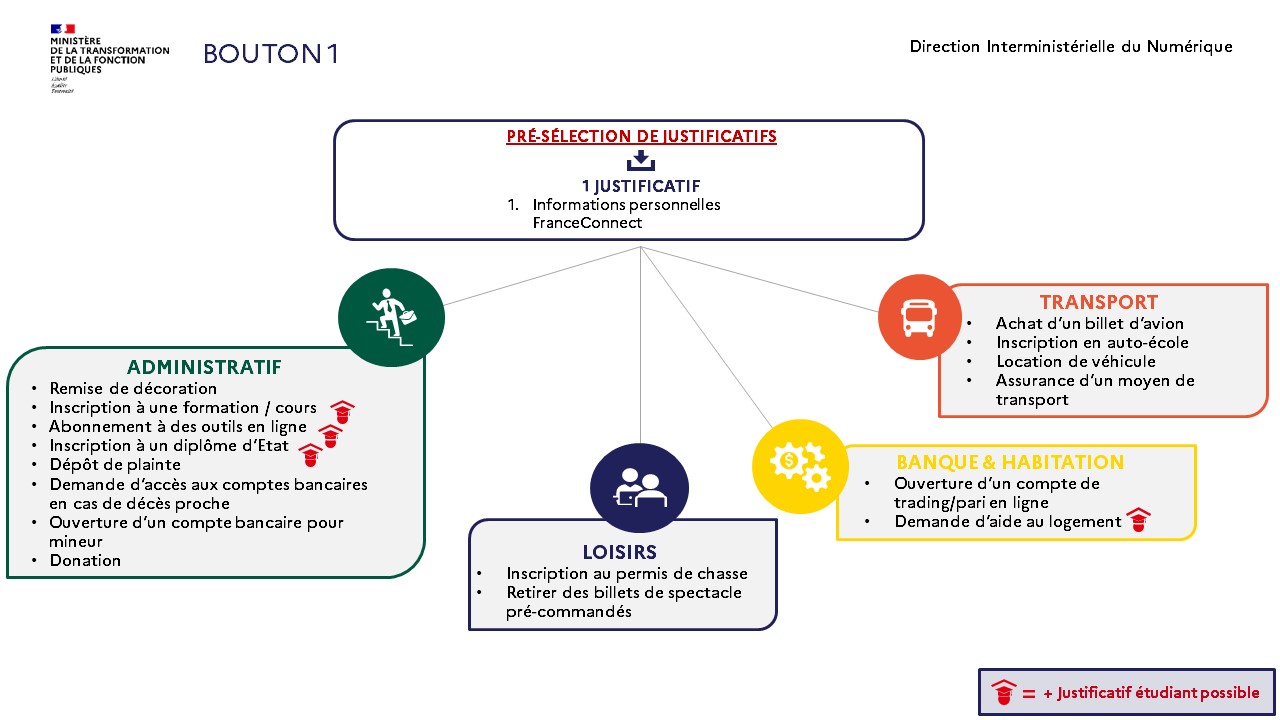 MINISTÈRE
DE LA TRANSFORMATION
ET DE LA FONCTION
PUBLIQUES
Liberté
Égalité
Fraternité
BOUTON 1
Direction Interministérielle du Numérique
PRÉ-SÉLECTION DE JUSTIFICATIFS
1 JUSTIFICATIF
1. Informations personnelles
FranceConnect
ADMINISTRATIF
• Remise de décoration
• Inscription à une formation / cours
• Abonnement à des outils en ligne
• Inscription à un diplôme d’Etat
• Dépôt de plainte
• Demande d’accès aux comptes bancaires
en cas de décès proche
• Ouverture d’un compte bancaire pour
mineur
• Donation
LOISIRS
• Inscription au permis de chasse
• Retirer des billets de spectacle
pré-commandés
BANQUE & HABITATION
• Ouverture d’un compte de
trading/pari en ligne
• Demande d’aide au logement
TRANSPORT
• Achat d’un billet d’avion
• Inscription en auto-école
• Location de véhicule
• Assurance d’un moyen de
transport
= + Justificatif étudiant possible